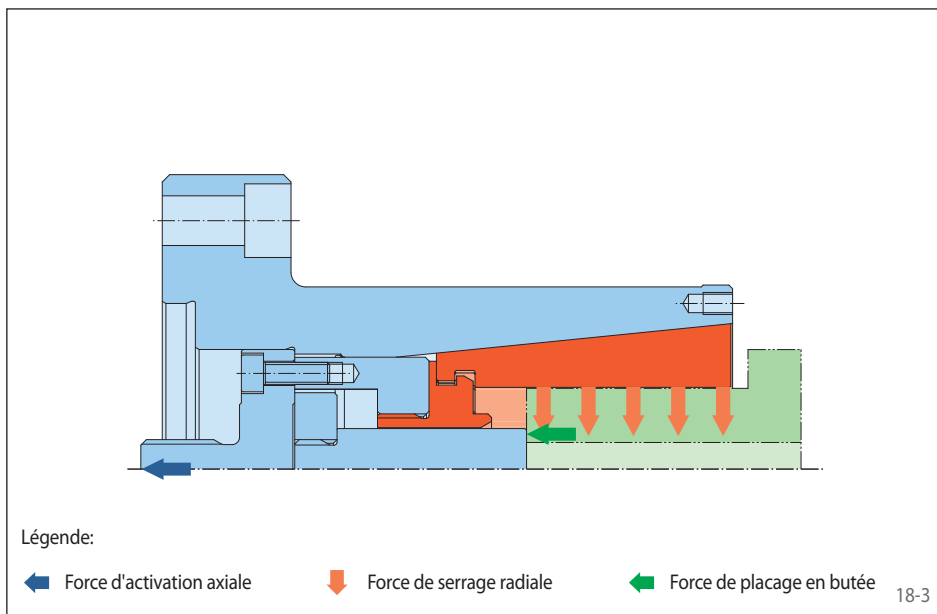 Légende:
Force d'activation axiale
Force de serrage radiale
Force de placage en butée
18-3